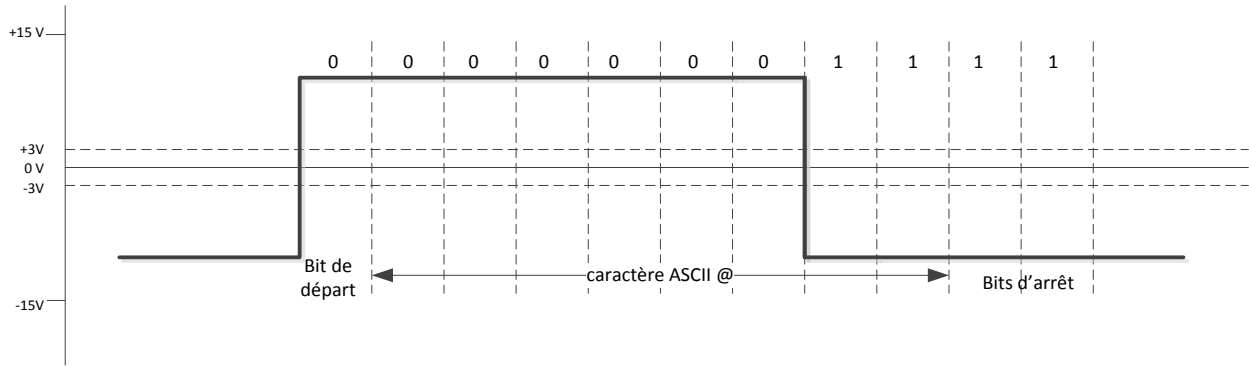 +15 V
0 0 0 0 0 0 0 1 1 1 1
+3V
0 V
-3V
Bit de
départ
caractère ASCII @
Bits d’arrêt
-15V